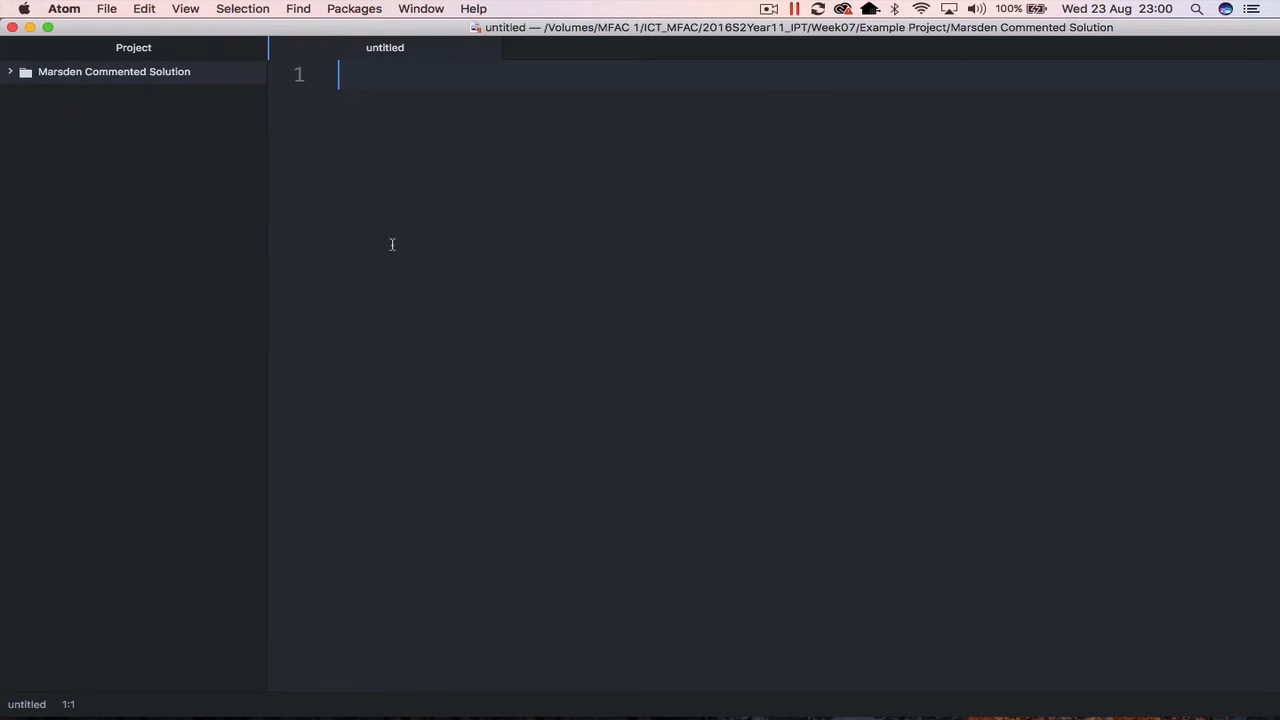 Atom File Edit View Selection Find Packages Window Help 100% Wed 23 Aug 23:00
untitled — /Volumes/MFAC 1/ICT_MFAC/2016S2Year11_IPT/Week07/Example Project/Marsden Commented Solution
Project untitled
Marsden Commented Solution
1
untitled 1:1